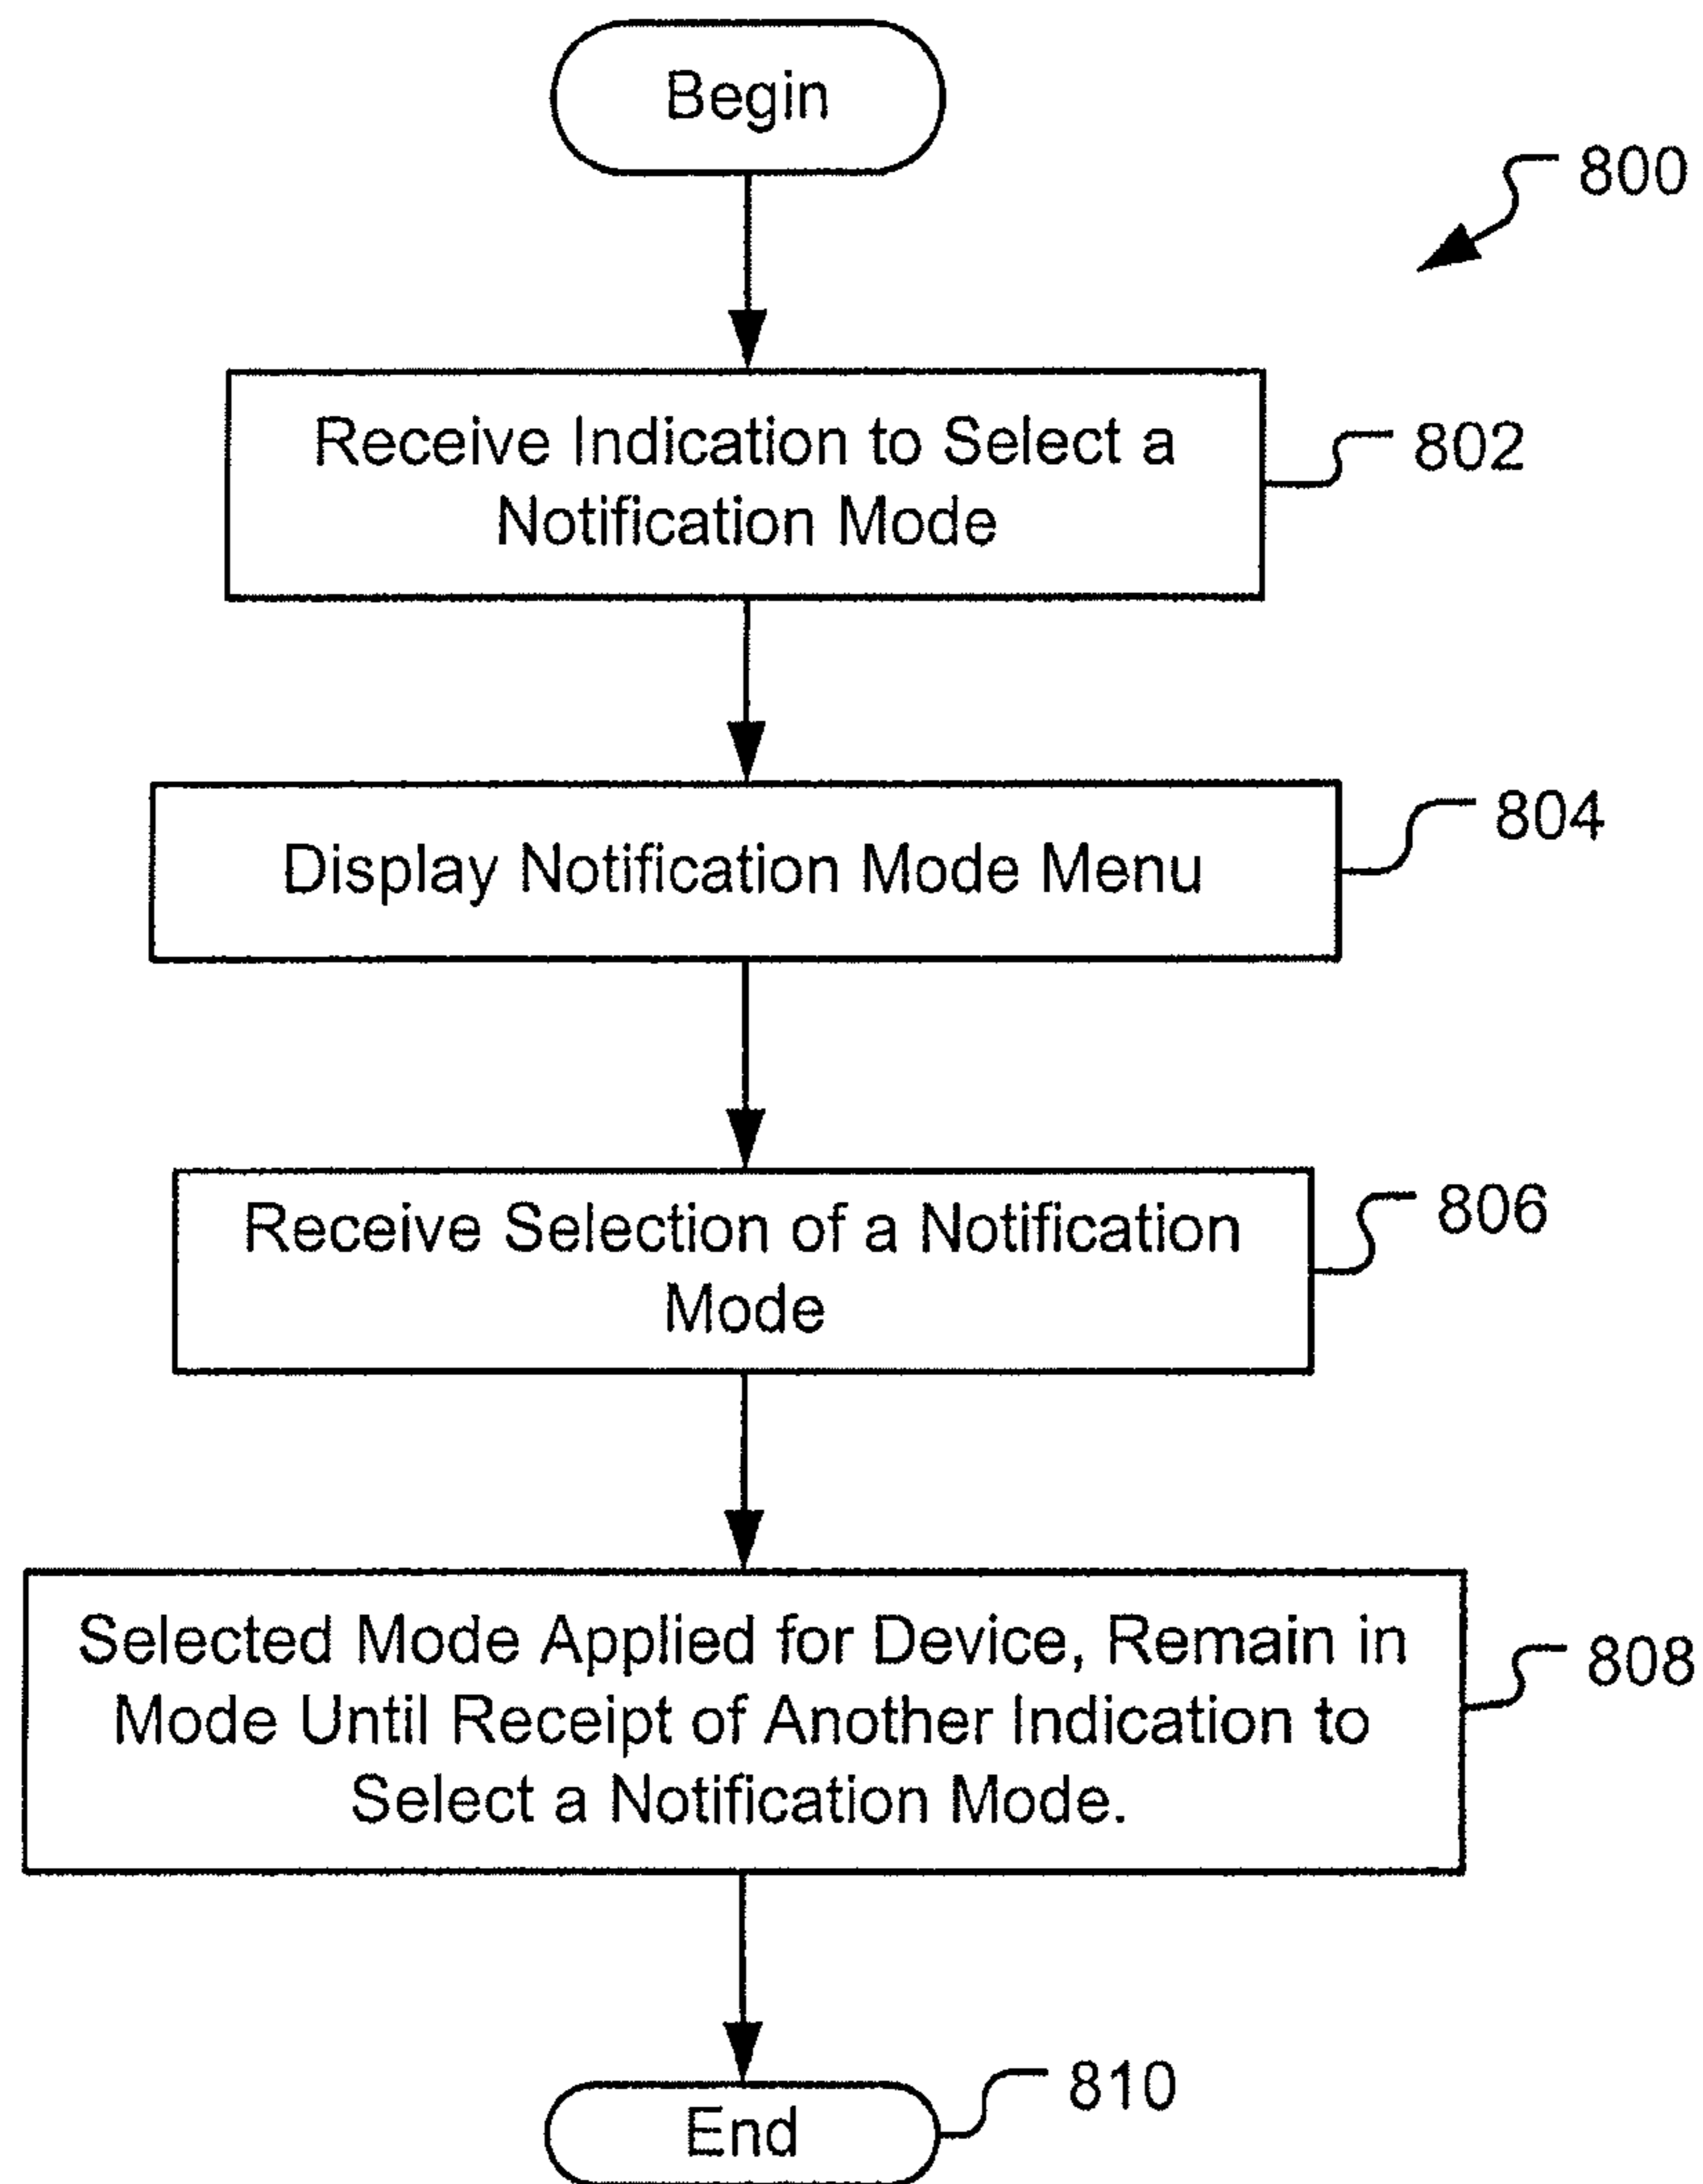 Begin
800
Receive Indication to Select a
Notification Mode
802
Display Notification Mode Menu
804
Receive Selection of a Notification
Mode
806
Selected Mode Applied for Device, Remain in
Mode Until Receipt of Another Indication to
Select a Notification Mode.
808
End
810